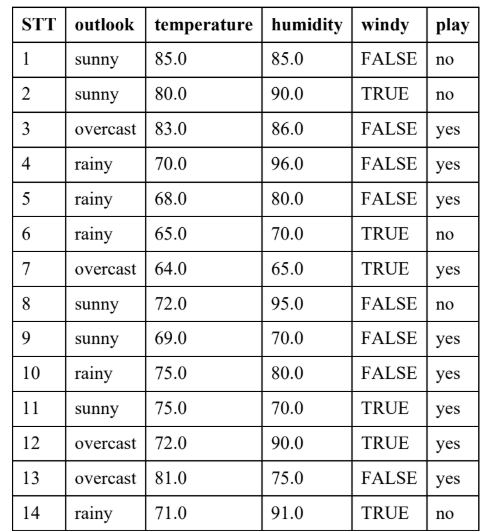 STT outlook temperature humidity windy play
1 sunny 85.0 85.0 FALSE no
2 sunny 80.0 90.0 TRUE no
3 overcast 83.0 86.0 FALSE yes
4 rainy 70.0 96.0 FALSE yes
5 rainy 68.0 80.0 FALSE yes
6 rainy 65.0 70.0 TRUE no
7 overcast 64.0 65.0 TRUE yes
8 sunny 72.0 95.0 FALSE no
9 sunny 69.0 70.0 FALSE yes
10 rainy 75.0 80.0 FALSE yes
11 sunny 75.0 70.0 TRUE yes
12 overcast 72.0 90.0 TRUE yes
13 overcast 81.0 75.0 FALSE yes
14 rainy 71.0 91.0 TRUE no